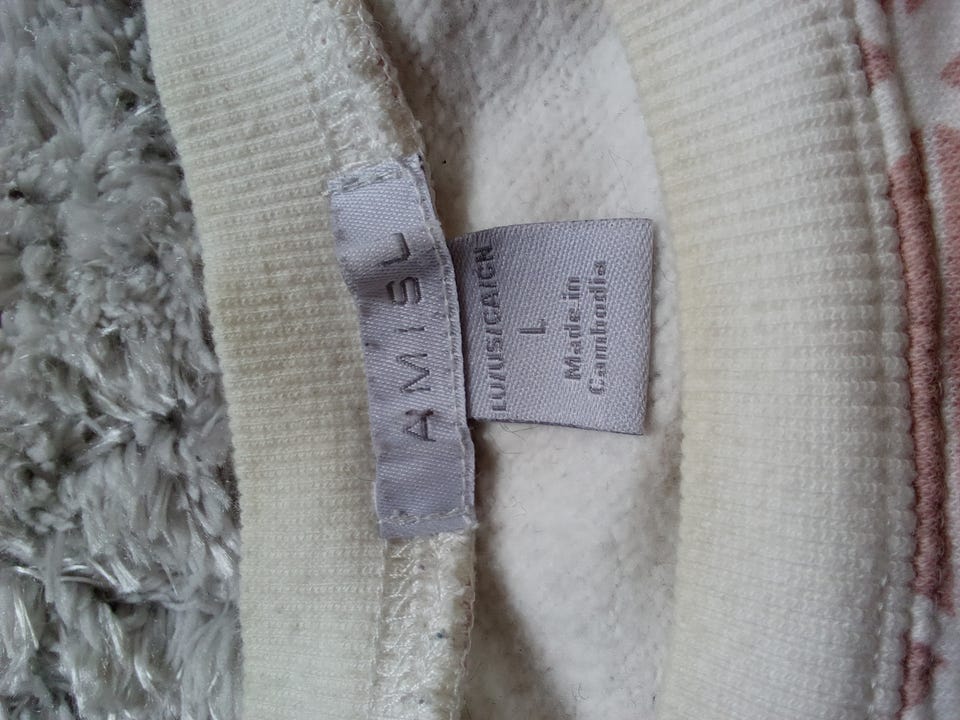 AMISU
EU/US/CA/CN
L
Made in
Cambodia